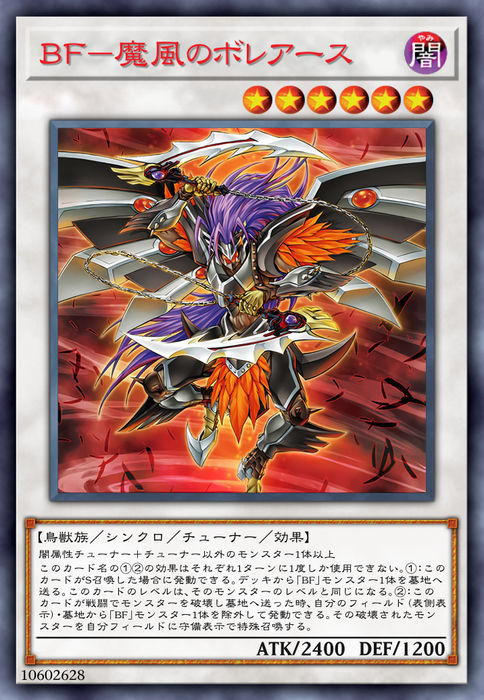 BF－魔風のボレアース
やみ
闇
【鳥獣族／シンクロ／チューナー／効果】
闇属性チューナー＋チューナー以外のモンスター1体以上
このカード名の①②の効果はそれぞれ1ターンに1度しか使用できない。①：この
カードがS召喚した場合に発動できる。デッキから「BF」モンスター1体を墓地へ
送る。このカードのレベルは、そのモンスターのレベルと同じになる。②：このカ
ードが戦闘でモンスターを破壊し墓地へ送った時、自分のフィールド（表側表
示）・墓地から「BF」モンスター1体を除外して発動できる。その破壊されたモン
スターを自分フィールドに守備表示で特殊召喚する。
ATK/2400 DEF/1200
10602628